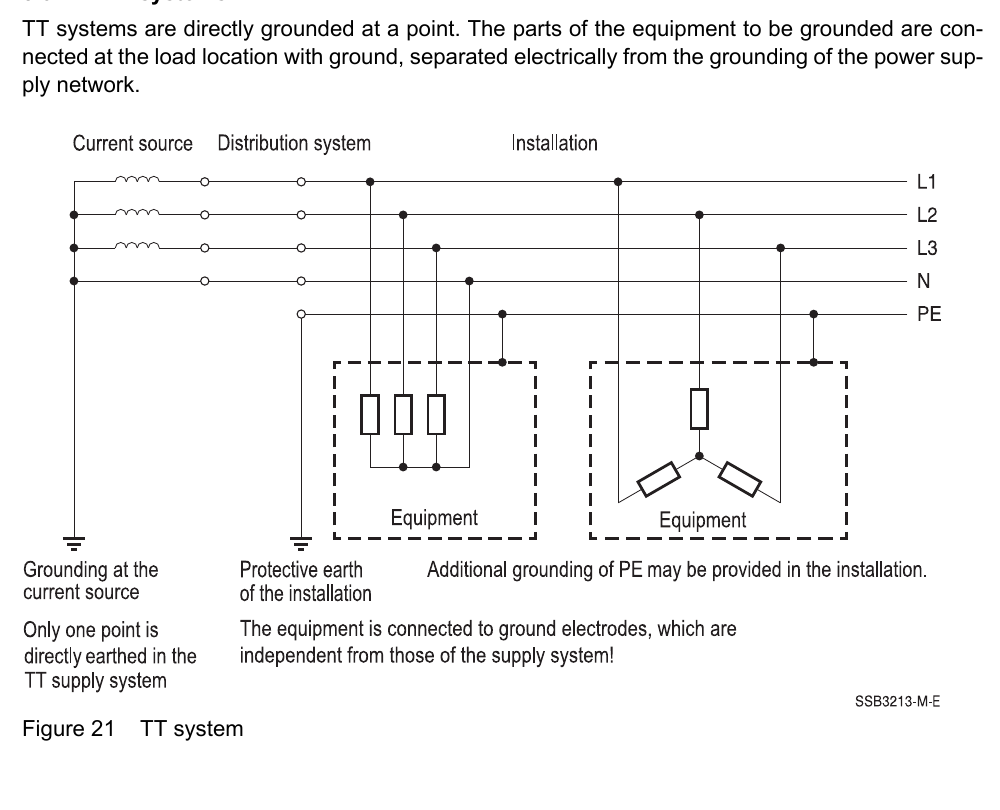 TT systems are directly grounded at a point. The parts of the equipment to be grounded are con-
nected at the load location with ground, separated electrically from the grounding of the power sup-
ply network.
Current source Distribution system Installation
L1
L2
L3
N
PE
Equipment Equipment
Grounding at the
current source
Protective earth
of the installation
Additional grounding of PE may be provided in the installation.
Only one point is
directly earthed in the
TT supply system
The equipment is connected to ground electrodes, which are
independent from those of the supply system!
SSB3213-M-E
Figure 21 TT system